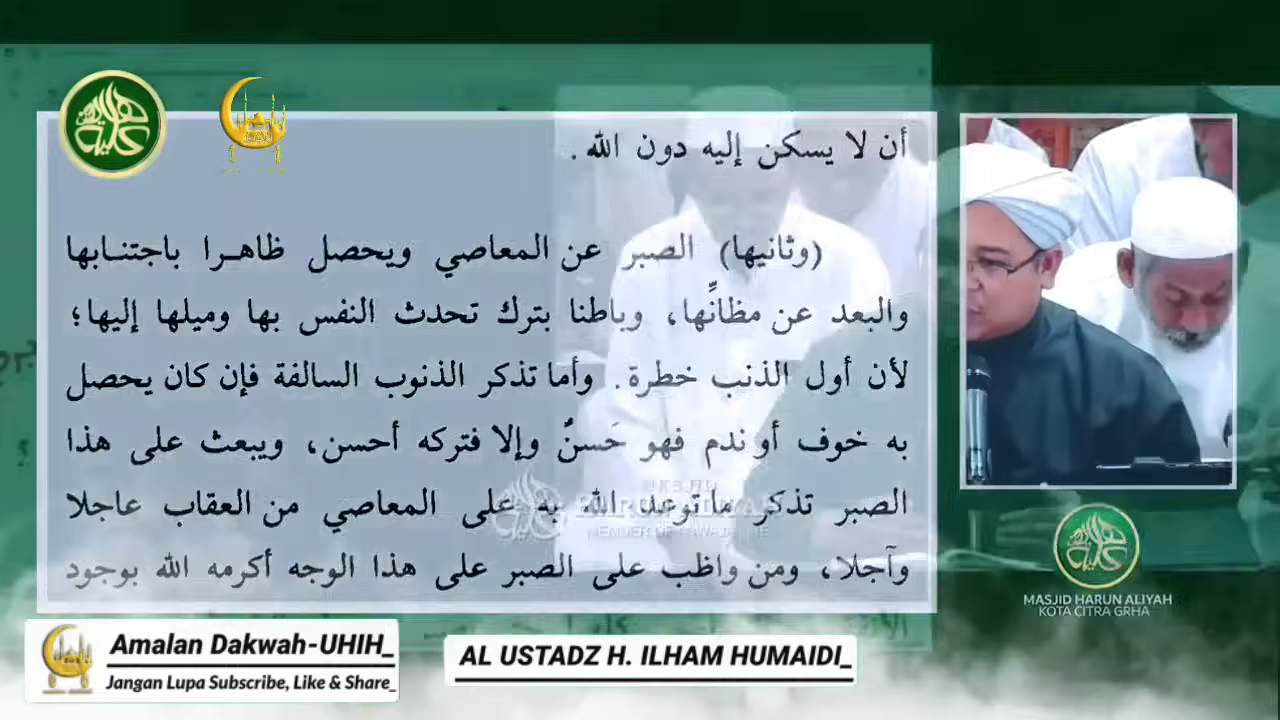 أن لا يسكن إليه دون الله .
(وثانيها) الصبر عن المعاصي ويحصل ظاهرا باجتنابها
والبعد عن مظانِّها، وباطنا بترك تحدث النفس بها وميلها إليها؛
لأن أول الذنب خطرة. وأما تذكر الذنوب السالفة فإن كان يحصل
به خوف أو ندم فهو حَسنٌ وإلا فتركه أحسن، ويبعث على هذا
الصبر تذكر ما توعد الله به على المعاصي من العقاب عاجلا
وآجلا، ومن واظب على الصبر على هذا الوجه أكرمه الله بوجود
MASJID HARUN ALIYAH
KOTA CITRA GRHA
Amalan Dakwah-UHIH_
Jangan Lupa Subscribe, Like & Share_
AL USTADZ H. ILHAM HUMAIDI_